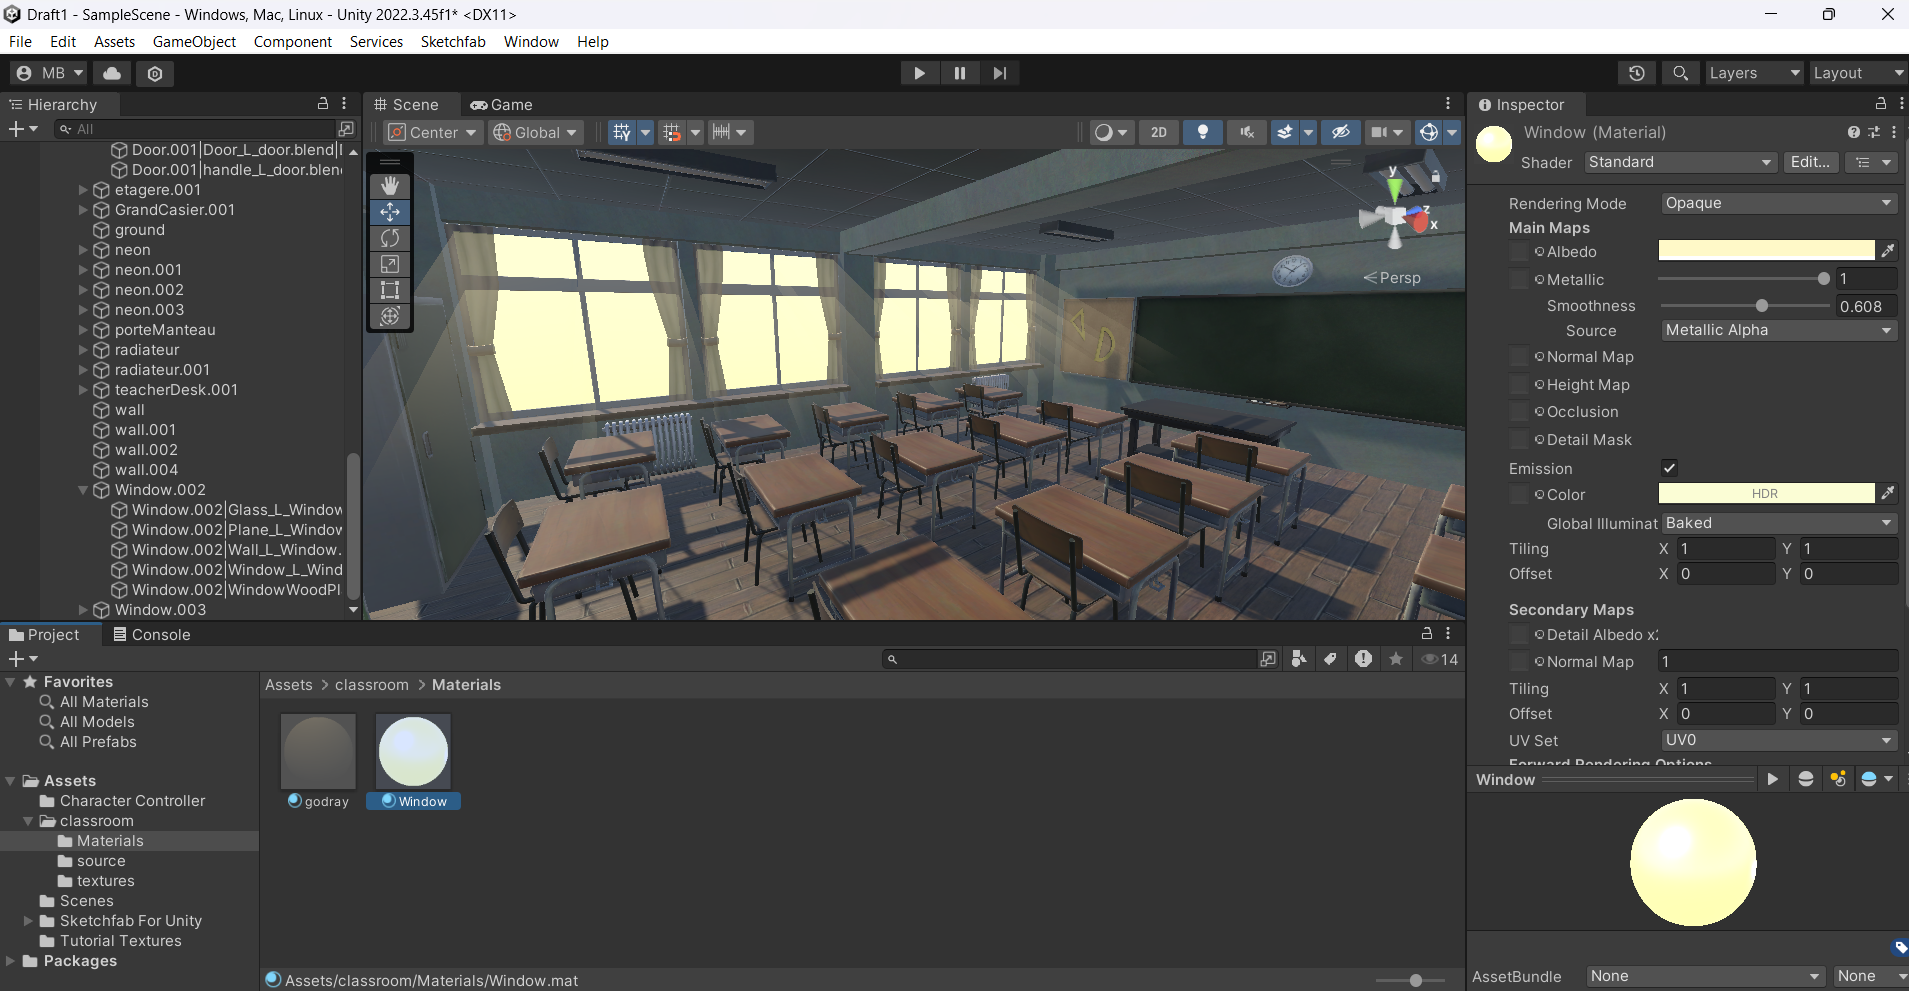 Draft1 - SampleScene - Windows, Mac, Linux - Unity 2022.3.45f1* <DX11>
File Edit Assets GameObject Component Services Sketchfab Window Help
MB
Layers Layout
Hierarchy
All
Door.001|Door_L_door.blend|
Door.001|handle_L_door.blen
etagere.001
GrandCasier.001
ground
neon
neon.001
neon.002
neon.003
porteManteau
radiateur
radiateur.001
teacherDesk.001
wall
wall.001
wall.002
wall.004
Window.002
Window.002|Glass_L_Window
Window.002|Plane_L_Window
Window.002|Wall_L_Window.
Window.002|Window_L_Wind
Window.002|WindowWoodPl
Window.003
Scene Game
Center Global 2D
y
z
x
Persp
Inspector
Window (Material)
Shader Standard Edit...
Rendering Mode Opaque
Main Maps
Albedo
Metallic 1
Smoothness 0.608
Source Metallic Alpha
Normal Map
Height Map
Occlusion
Detail Mask
Emission
Color HDR
Global Illuminat Baked
Tiling X 1 Y 1
Offset X 0 Y 0
Secondary Maps
Detail Albedo x
Normal Map 1
Tiling X 1 Y 1
Offset X 0 Y 0
UV Set UV0
Forward Rendering Options
Window
AssetBundle None None
Project Console
14
Favorites
All Materials
All Models
All Prefabs
Assets
Character Controller
classroom
Materials
source
textures
Scenes
Sketchfab For Unity
Tutorial Textures
Packages
Assets > classroom > Materials
godray Window
Assets/classroom/Materials/Window.mat